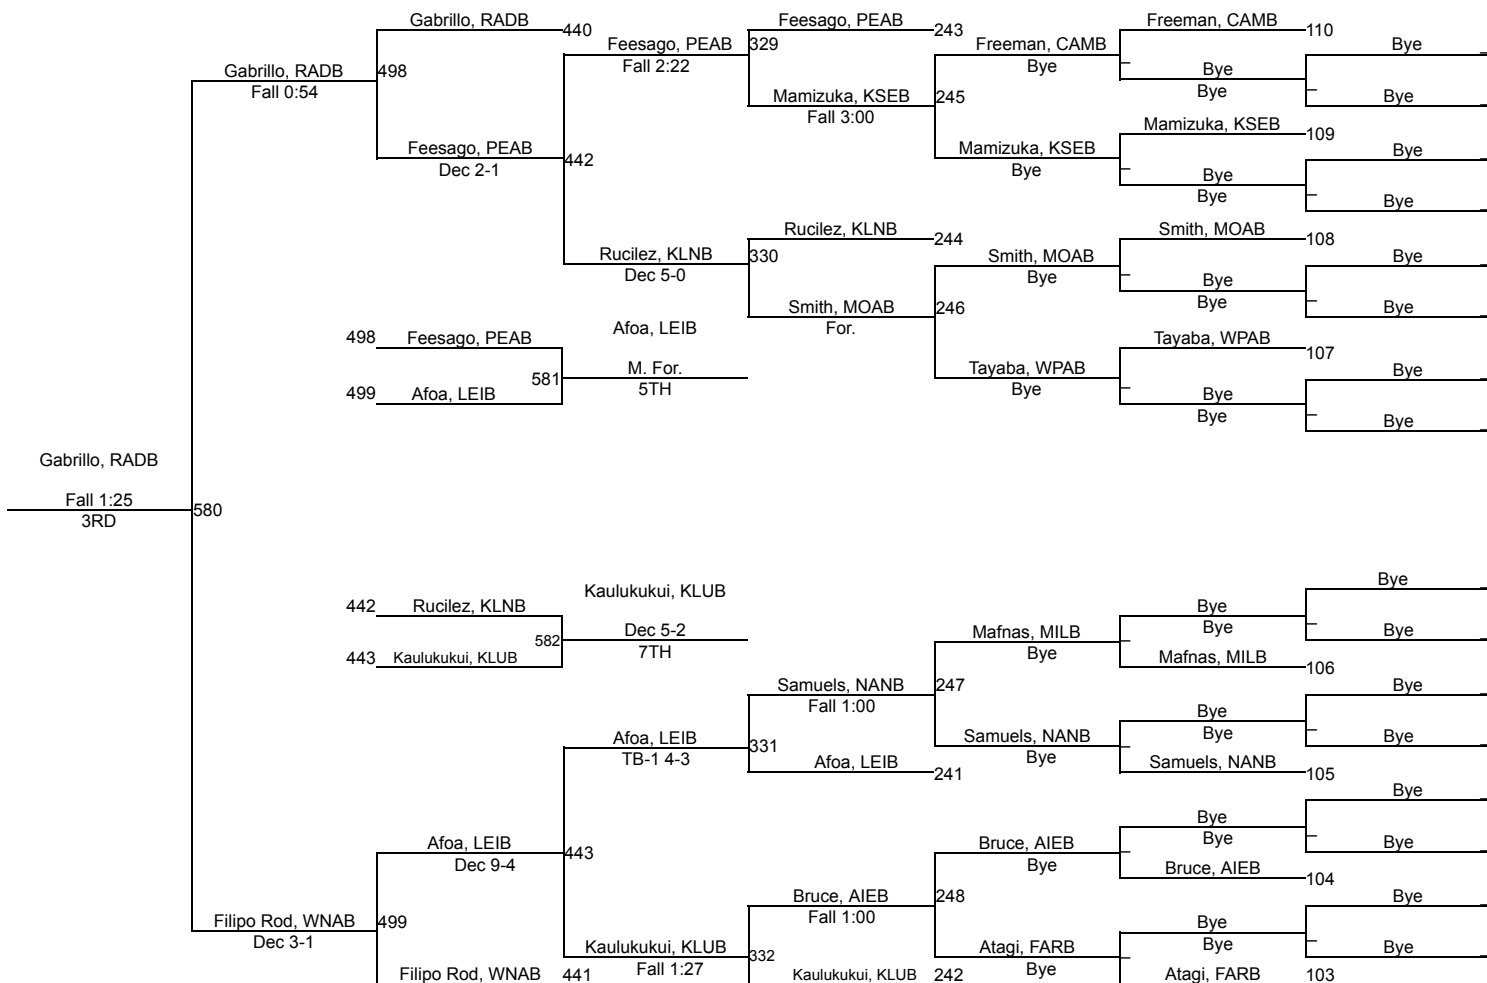 Gabrillo, RADB
440
Feesago, PEAB
Fall 2:22
329
Feesago, PEAB
243
Freeman, CAMB
Bye
Freeman, CAMB
110
Bye
Bye
Bye
Bye
Gabrillo, RADB
Fall 0:54
498
Mamizuka, KSEB
Fall 3:00
245
Mamizuka, KSEB
109
Feesago, PEAB
Dec 2-1
442
Mamizuka, KSEB
Bye
Bye
Bye
Bye
Bye
Rucilez, KLNB
Dec 5-0
330
Rucilez, KLNB
244
Smith, MOAB
Bye
Smith, MOAB
108
Bye
Bye
Bye
Bye
Smith, MOAB
For.
246
498
Feesago, PEAB
Afoa, LEIB
581
M. For.
5TH
499
Afoa, LEIB
Tayaba, WPAB
Bye
Tayaba, WPAB
107
Bye
Bye
Bye
Bye
Gabrillo, RADB
Fall 1:25
3RD
580
442
Rucilez, KLNB
Kaulukukui, KLUB
582
Dec 5-2
7TH
443
Kaulukukui, KLUB
Mafnas, MILB
Bye
Bye
Bye
Bye
Bye
Mafnas, MILB
106
Samuels, NANB
Fall 1:00
247
Afoa, LEIB
TB-1 4-3
331
Samuels, NANB
Bye
Bye
Bye
Bye
Bye
Afoa, LEIB
241
Samuels, NANB
105
Afoa, LEIB
Dec 9-4
443
Bruce, AIEB
Bye
Bye
Bye
Bye
Bye
Bruce, AIEB
104
Bruce, AIEB
Fall 1:00
248
Filipo Rod, WNAB
Dec 3-1
499
Kaulukukui, KLUB
Fall 1:27
332
Atagi, FARB
Bye
Bye
Bye
Bye
Bye
Filipo Rod, WNAB
441
Kaulukukui, KLUB
242
Atagi, FARB
103